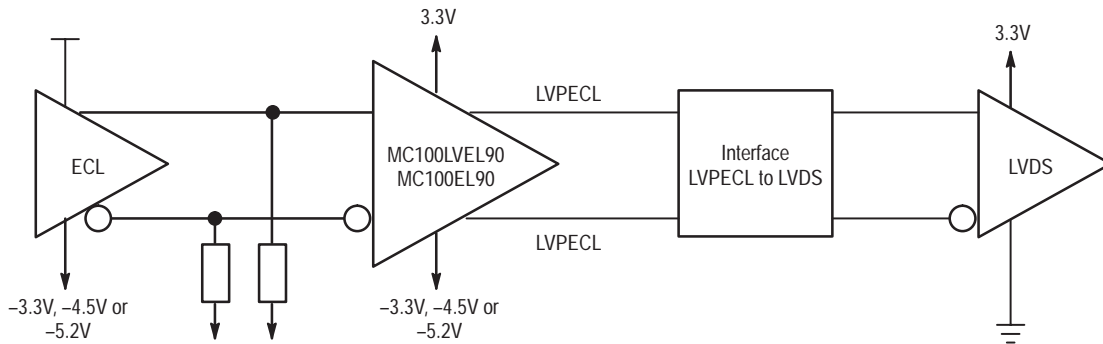 3.3V
3.3V
LVPECL
ECL
MC100LVEL90
MC100EL90
Interface
LVPECL to LVDS
LVDS
LVPECL
–3.3V, –4.5V or
–5.2V
–3.3V, –4.5V or
–5.2V